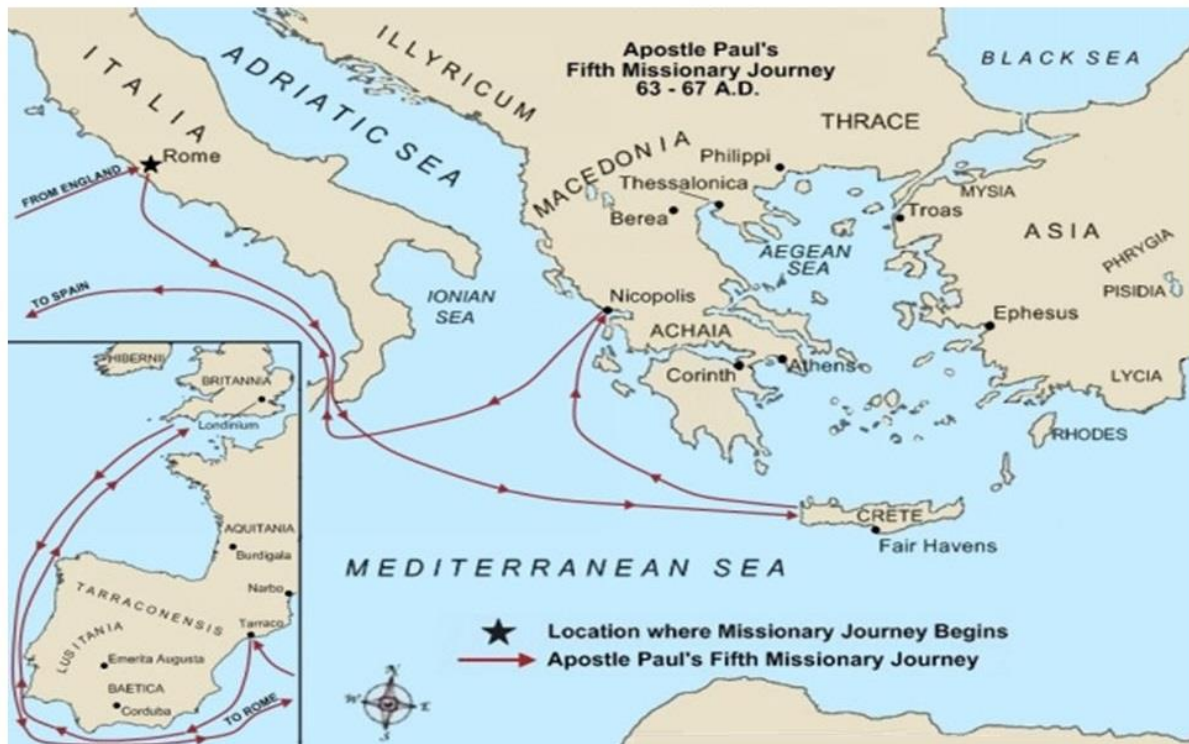 Apostle Paul's
Fifth Missionary Journey
63 - 67 A.D.
ITALIA
ADRIATIC SEA
ILLYRICUM
BLACK SEA
THRACE
MACEDONIA
Philippi
Thessalonica
Berea
Rome
FROM ENGLAND
MYSIA
Troas
ASIA
AEGEAN
SEA
PHRYGIA
PISIDIA
TO SPAIN
IONIAN
SEA
Nicopolis
ACHAIA
Ephesus
Corinth
Athens
LYCIA
RHODES
CRETE
Fair Havens
MEDITERRANEAN SEA
HIBERNII
BRITANNIA
Londinium
AQUITANIA
Burdigala
Narbo
TARRACONENSIS
Tarraco
LUSITANIA
Emerita Augusta
BAETICA
Corduba
TO ROME
Location where Missionary Journey Begins
Apostle Paul's Fifth Missionary Journey
N
W
E
S